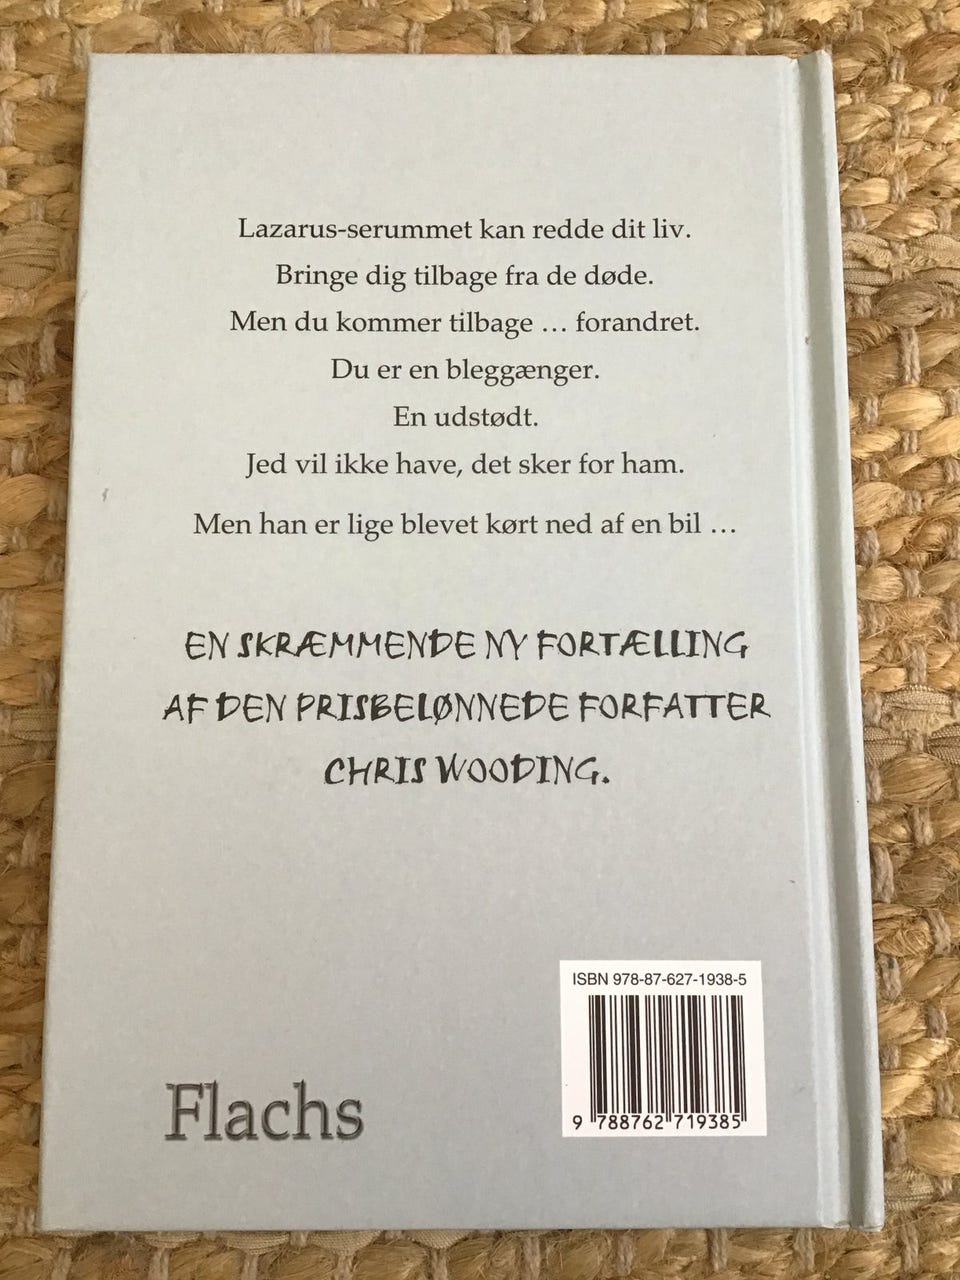 Lazarus-serummet kan redde dit liv.
Bringe dig tilbage fra de døde.
Men du kommer tilbage … forandret.
Du er en bleggænger.
En udstødt.
Jed vil ikke have, det sker for ham.
Men han er lige blevet kørt ned af en bil …
EN SKRÆMMENDE NY FORTÆLLING
AF DEN PRISBELØNNEDE FORFATTER
CHRIS WOODING.
ISBN 978-87-627-1938-5
9 788762 719385
Flachs